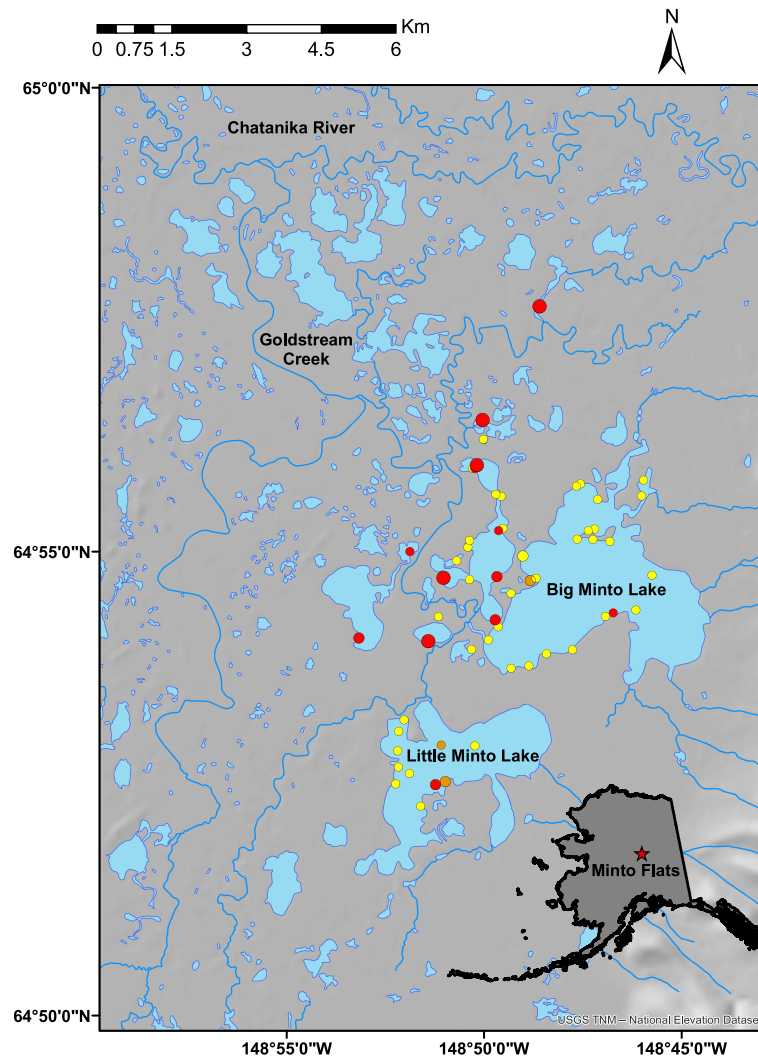 N
Km
0 0.75 1.5 3 4.5 6
65°0'0"N
Chatanika River
Goldstream
Creek
64°55'0"N
Big Minto Lake
Little Minto Lake
Minto Flats
64°50'0"N
USGS TNM – National Elevation Datase
148°55'0"W 148°50'0"W 148°45'0"W